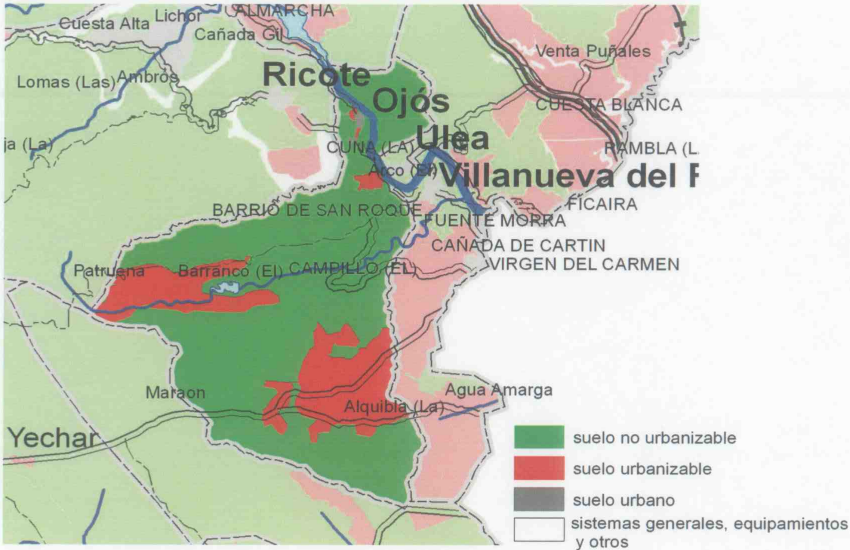 ALMARCHA
Lichor
Cuesta Alta
Cañada Gil
Venta Puñales
Ricote
Lomas (Las)
Ambros
Ojós
CUESTA BLANCA
Ulea
ja (La)
CUNA (LA)
RAMBLA (L
Arco (El)
Villanueva del R
BARRIO DE SAN ROQUE
FICAIRA
FUENTE MORRA
CAÑADA DE CARTIN
VIRGEN DEL CARMEN
Patruena
Barranco (El)
CAMPILLO (EL)
Maraon
Agua Amarga
Alquibla (La)
Yechar
suelo no urbanizable
suelo urbanizable
suelo urbano
sistemas generales, equipamientos
y otros